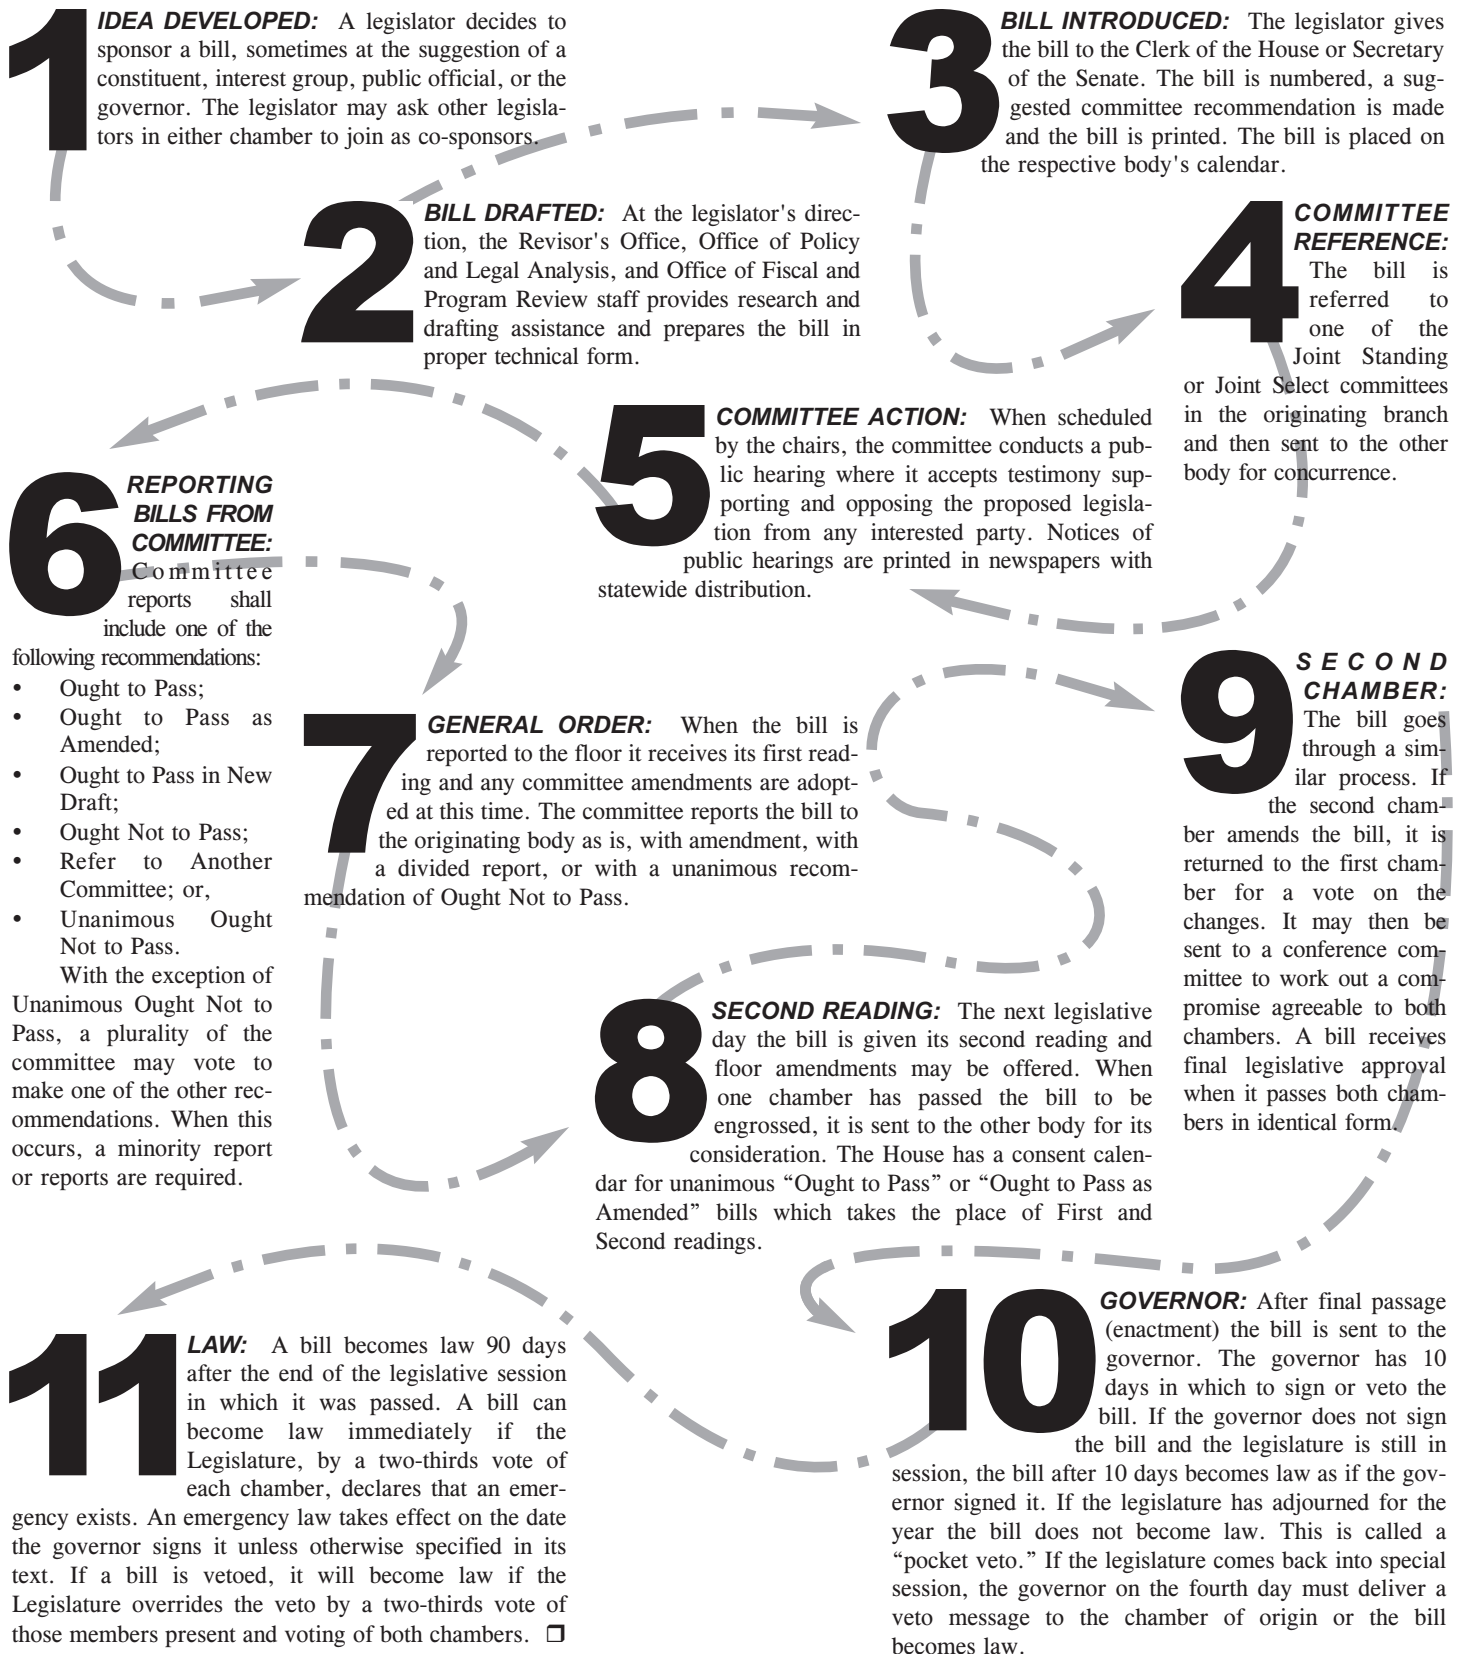 1
IDEA DEVELOPED: A legislator decides to
sponsor a bill, sometimes at the suggestion of a
constituent, interest group, public official, or the
governor. The legislator may ask other legisla-
tors in either chamber to join as co-sponsors.
2
BILL DRAFTED: At the legislator's direc-
tion, the Revisor's Office, Office of Policy
and Legal Analysis, and Office of Fiscal and
Program Review staff provides research and
drafting assistance and prepares the bill in
proper technical form.
3
BILL INTRODUCED: The legislator gives
the bill to the Clerk of the House or Secretary
of the Senate. The bill is numbered, a sug-
gested committee recommendation is made
and the bill is printed. The bill is placed on
the respective body's calendar.
4
COMMITTEE
REFERENCE:
The bill is
referred to
one of the
Joint Standing
or Joint Select committees
in the originating branch
and then sent to the other
body for concurrence.
5
COMMITTEE ACTION: When scheduled
by the chairs, the committee conducts a pub-
lic hearing where it accepts testimony sup-
porting and opposing the proposed legisla-
tion from any interested party. Notices of
public hearings are printed in newspapers with
statewide distribution.
6
REPORTING
BILLS FROM
COMMITTEE:
Committee
reports shall
include one of the
following recommendations:
• Ought to Pass;
• Ought to Pass as
Amended;
• Ought to Pass in New
Draft;
• Ought Not to Pass;
• Refer to Another
Committee; or,
• Unanimous Ought
Not to Pass.
With the exception of
Unanimous Ought Not to
Pass, a plurality of the
committee may vote to
make one of the other rec-
ommendations. When this
occurs, a minority report
or reports are required.
7
GENERAL ORDER: When the bill is
reported to the floor it receives its first read-
ing and any committee amendments are adopt-
ed at this time. The committee reports the bill to
the originating body as is, with amendment, with
a divided report, or with a unanimous recom-
mendation of Ought Not to Pass.
8
SECOND READING: The next legislative
day the bill is given its second reading and
floor amendments may be offered. When
one chamber has passed the bill to be
engrossed, it is sent to the other body for its
consideration. The House has a consent calen-
dar for unanimous “Ought to Pass” or “Ought to Pass as
Amended” bills which takes the place of First and
Second readings.
9
SECOND
CHAMBER:
The bill goes
through a sim-
ilar process. If
the second cham-
ber amends the bill, it is
returned to the first cham-
ber for a vote on the
changes. It may then be
sent to a conference com-
mittee to work out a com-
promise agreeable to both
chambers. A bill receives
final legislative approval
when it passes both cham-
bers in identical form.
10
GOVERNOR: After final passage
(enactment) the bill is sent to the
governor. The governor has 10
days in which to sign or veto the
bill. If the governor does not sign
the bill and the legislature is still in
session, the bill after 10 days becomes law as if the gov-
ernor signed it. If the legislature has adjourned for the
year the bill does not become law. This is called a
“pocket veto.” If the legislature comes back into special
session, the governor on the fourth day must deliver a
veto message to the chamber of origin or the bill
becomes law.
11
LAW: A bill becomes law 90 days
after the end of the legislative session
in which it was passed. A bill can
become law immediately if the
Legislature, by a two-thirds vote of
each chamber, declares that an emer-
gency exists. An emergency law takes effect on the date
the governor signs it unless otherwise specified in its
text. If a bill is vetoed, it will become law if the
Legislature overrides the veto by a two-thirds vote of
those members present and voting of both chambers. ❒